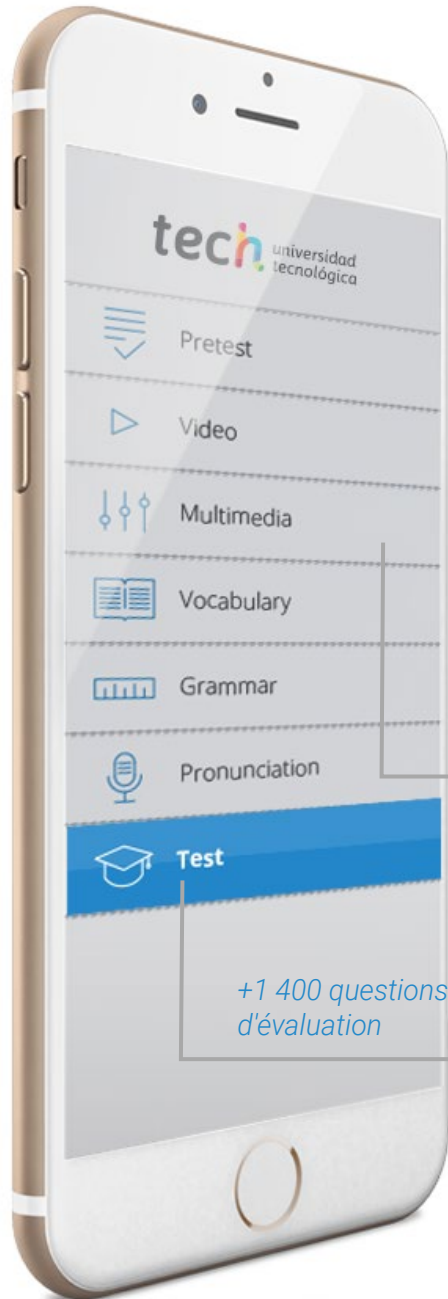 tech universidad
tecnológica
Pretest
Video
Multimedia
Vocabulary
Grammar
Pronunciation
Test
+1 400 questions
d'évaluation